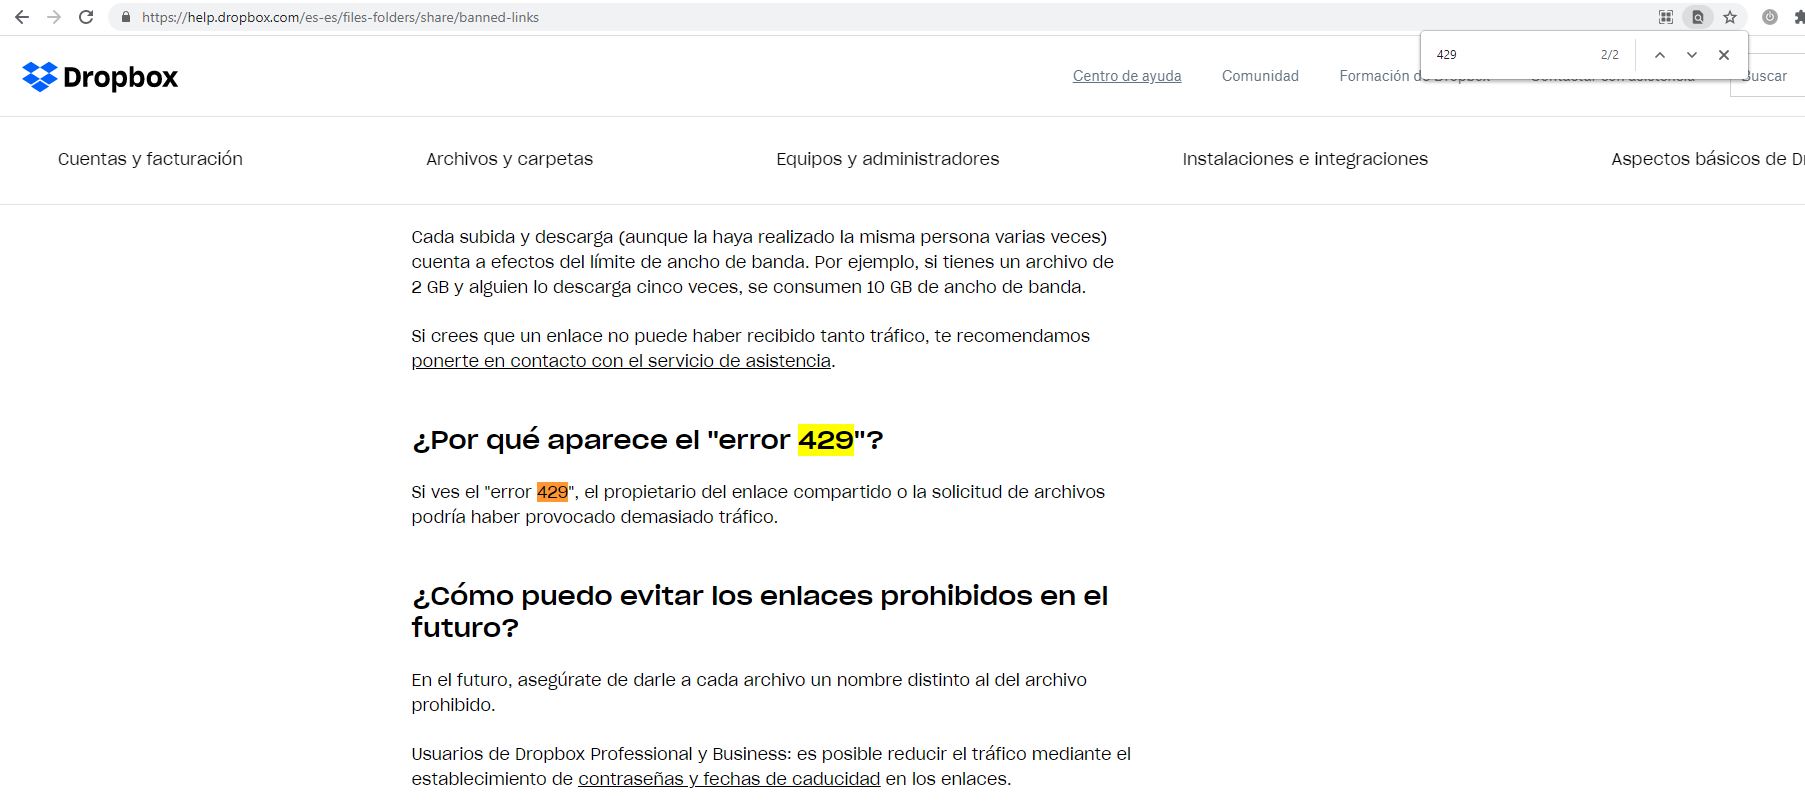 https://help.dropbox.com/es-es/files-folders/share/banned-links
429 2/2
Dropbox
Centro de ayuda Comunidad Formación de Dropbox Contactar con asistencia Buscar
Cuentas y facturación Archivos y carpetas Equipos y administradores Instalaciones e integraciones Aspectos básicos de
Cada subida y descarga (aunque la haya realizado la misma persona varias veces)
cuenta a efectos del límite de ancho de banda. Por ejemplo, si tienes un archivo de
2 GB y alguien lo descarga cinco veces, se consumen 10 GB de ancho de banda.
Si crees que un enlace no puede haber recibido tanto tráfico, te recomendamos
ponerte en contacto con el servicio de asistencia.
¿Por qué aparece el "error 429"?
Si ves el "error 429", el propietario del enlace compartido o la solicitud de archivos
podría haber provocado demasiado tráfico.
¿Cómo puedo evitar los enlaces prohibidos en el
futuro?
En el futuro, asegúrate de darle a cada archivo un nombre distinto al del archivo
prohibido.
Usuarios de Dropbox Professional y Business: es posible reducir el tráfico mediante el
establecimiento de contraseñas y fechas de caducidad en los enlaces.